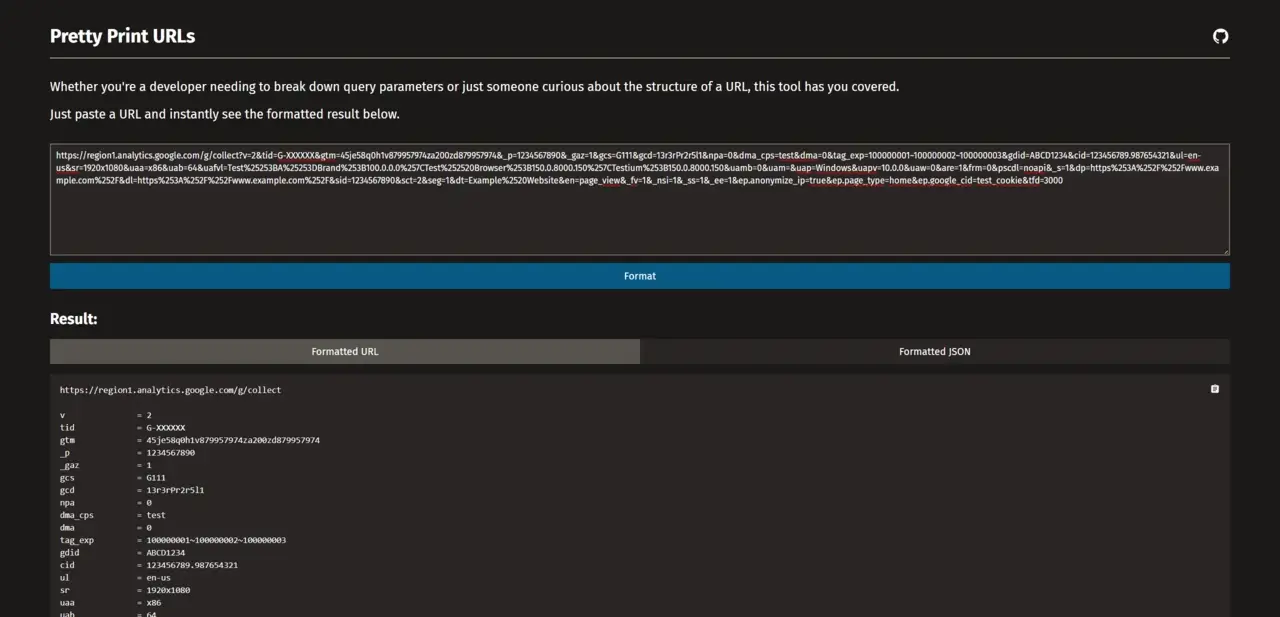 Pretty Print URLs
Whether you're a developer needing to break down query parameters or just someone curious about the structure of a URL, this tool has you covered.
Just paste a URL and instantly see the formatted result below.
https://region1.analytics.google.com/g/collect?v=2&tid=G-XXXXXX&gtm=45je58q0h1v879957974za200zd879957974&_p=1234567890&_gaz=1&gcs=G111&gcd=13r3rPr2r5l1&npa=0&dma_cps=test&dma=0&tag_exp=100000001~100000002~100000003&gdid=ABCD1234&cid=123456789.987654321&ul=en-
us&sr=1920x1080&uaa=x86&uab=64&uafvl=Test%25253BA%25253DBrand%253B100.0.0.0%257CTest%252520Browser%253B150.0.8000.150%257CTestium%253B150.0.8000.150&uamb=0&uam=&uap=Windows&uapv=10.0.0&uaw=0&are=1&frm=0&pscdl=noapi&_s=1&dp=https%253A%252F%252Fwww.exa
mple.com%252F&dl=https%253A%252F%252Fwww.example.com%252F&sid=1234567890&sct=2&seg=1&dt=Example%2520Website&en=page_view&_fv=1&_nsi=1&_ss=1&_ee=1&ep.anonymize_ip=true&ep.page_type=home&ep.google_cid=test_cookie&tfd=3000
Format
Result:
Formatted URL
Formatted JSON
https://region1.analytics.google.com/g/collect
v = 2
tid = G-XXXXXX
gtm = 45je58q0h1v879957974za200zd879957974
_p = 1234567890
_gaz = 1
gcs = G111
gcd = 13r3rPr2r5l1
npa = 0
dma_cps = test
dma = 0
tag_exp = 100000001~100000002~100000003
gdid = ABCD1234
cid = 123456789.987654321
ul = en-us
sr = 1920x1080
uaa = x86
uab = 64